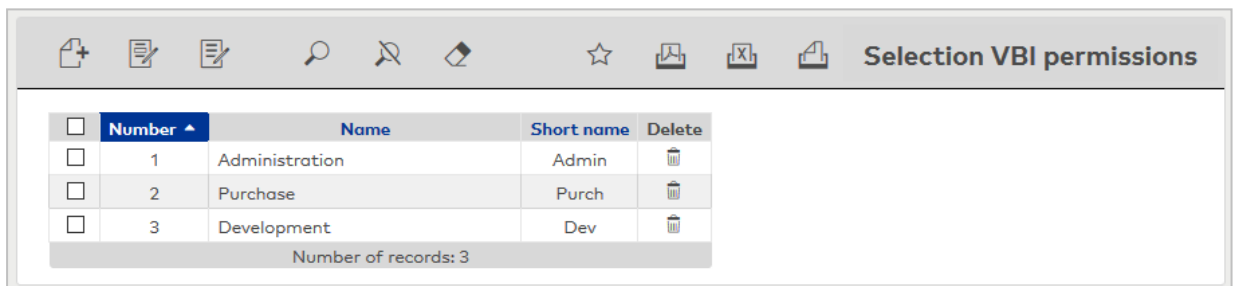 Selection VBI permissions
Number Name Short name Delete
1 Administration Admin
2 Purchase Purch
3 Development Dev
Number of records: 3